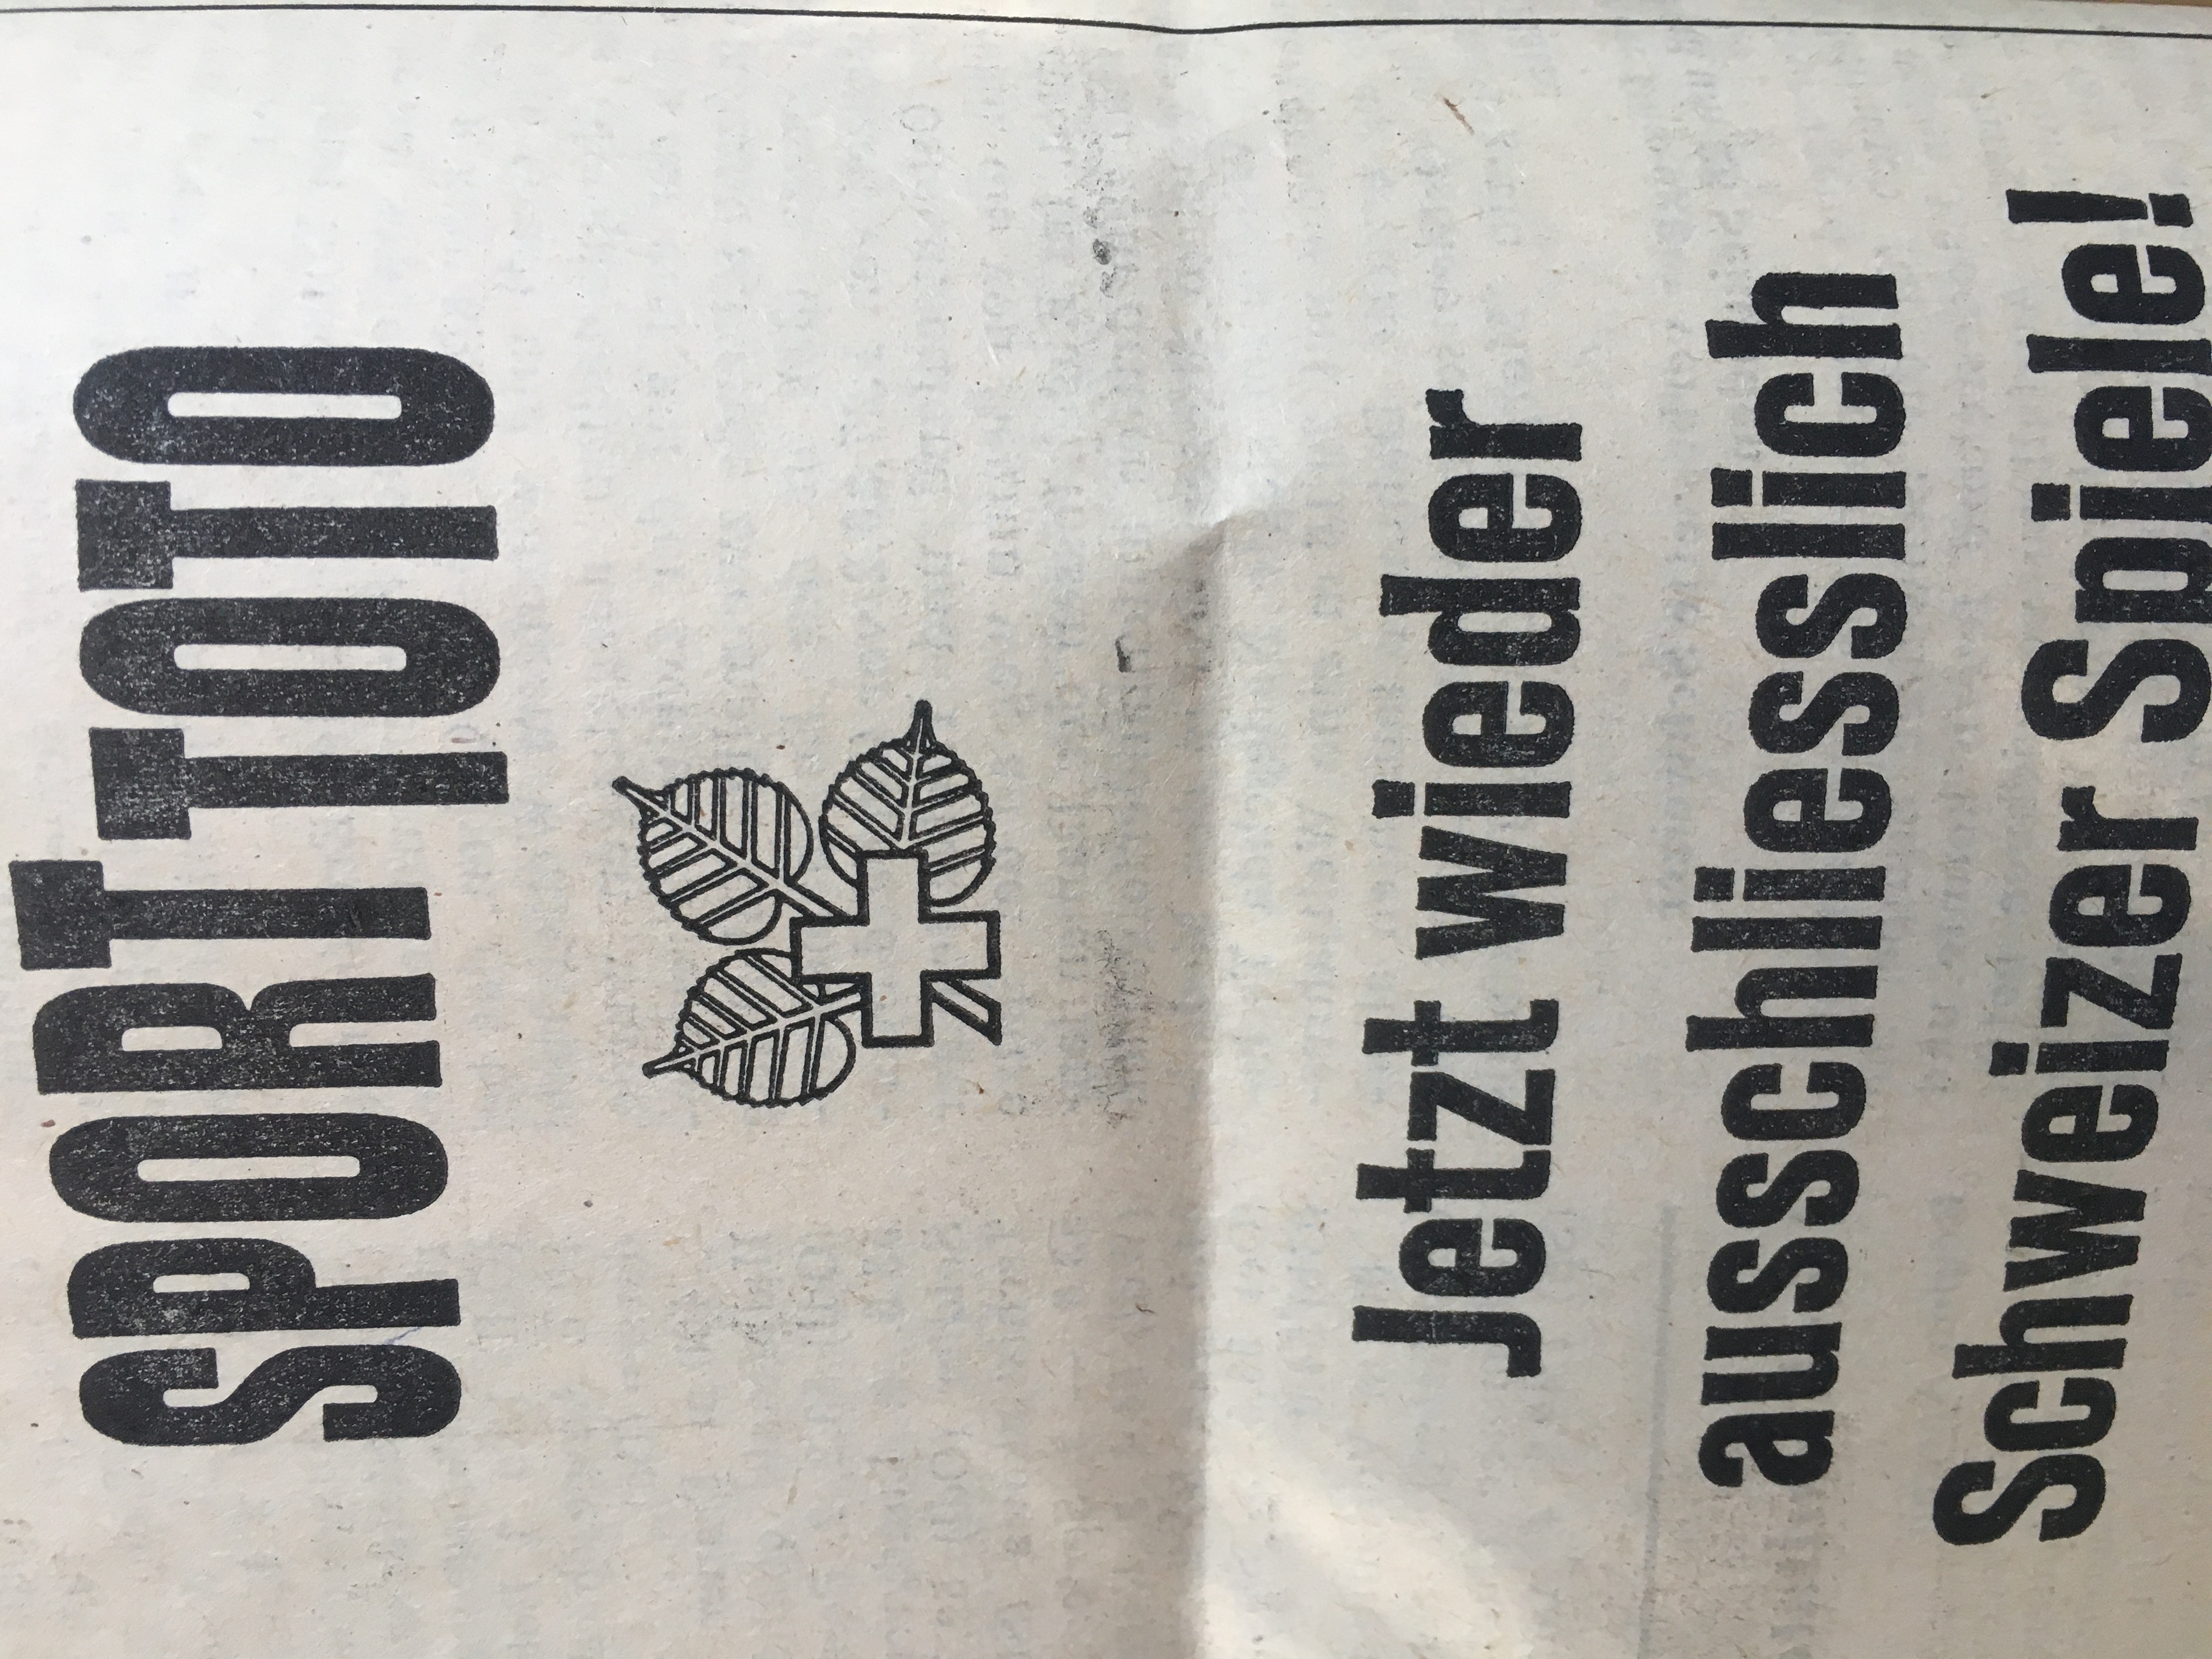 SPORT TOTO
Jetzt wieder
ausschliesslich
Schweizer Spiele!